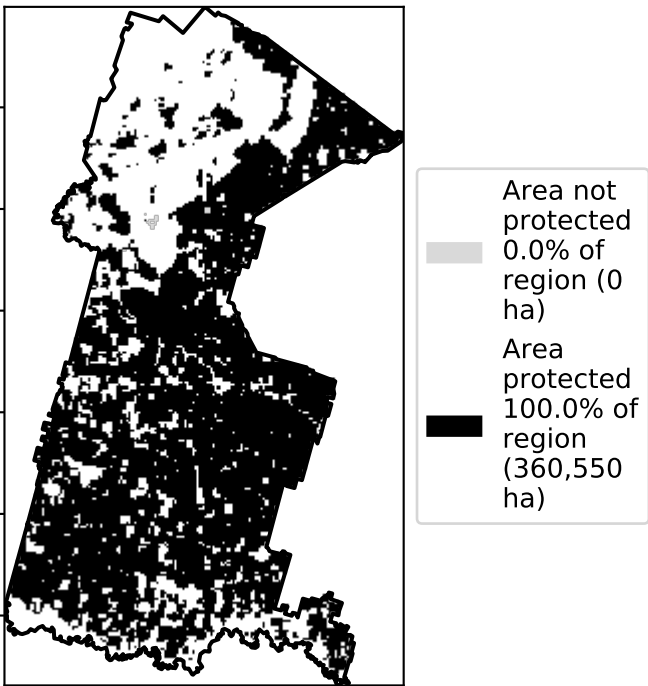 Area not
protected
0.0% of
region (0
ha)
Area
protected
100.0% of
region
(360,550
ha)